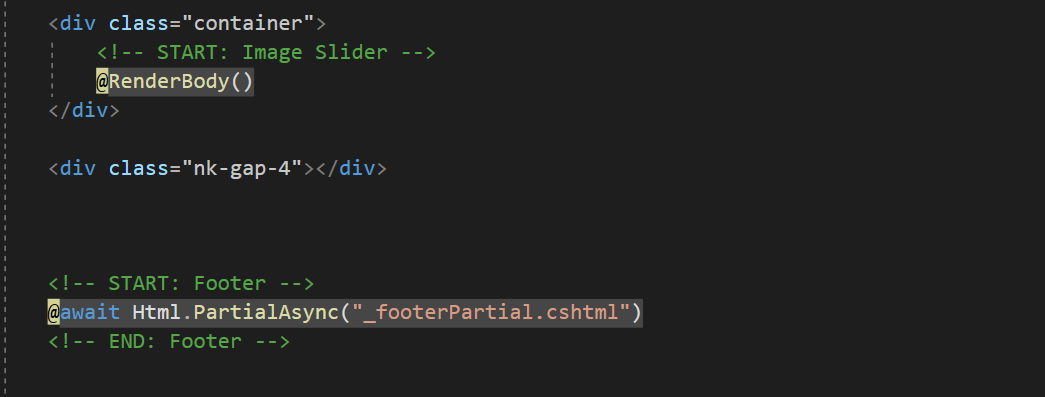 <div class="container">
<!-- START: Image Slider -->
@RenderBody()
</div>
<div class="nk-gap-4"></div>
<!-- START: Footer -->
@await Html.PartialAsync("_footerPartial.cshtml")
<!-- END: Footer -->